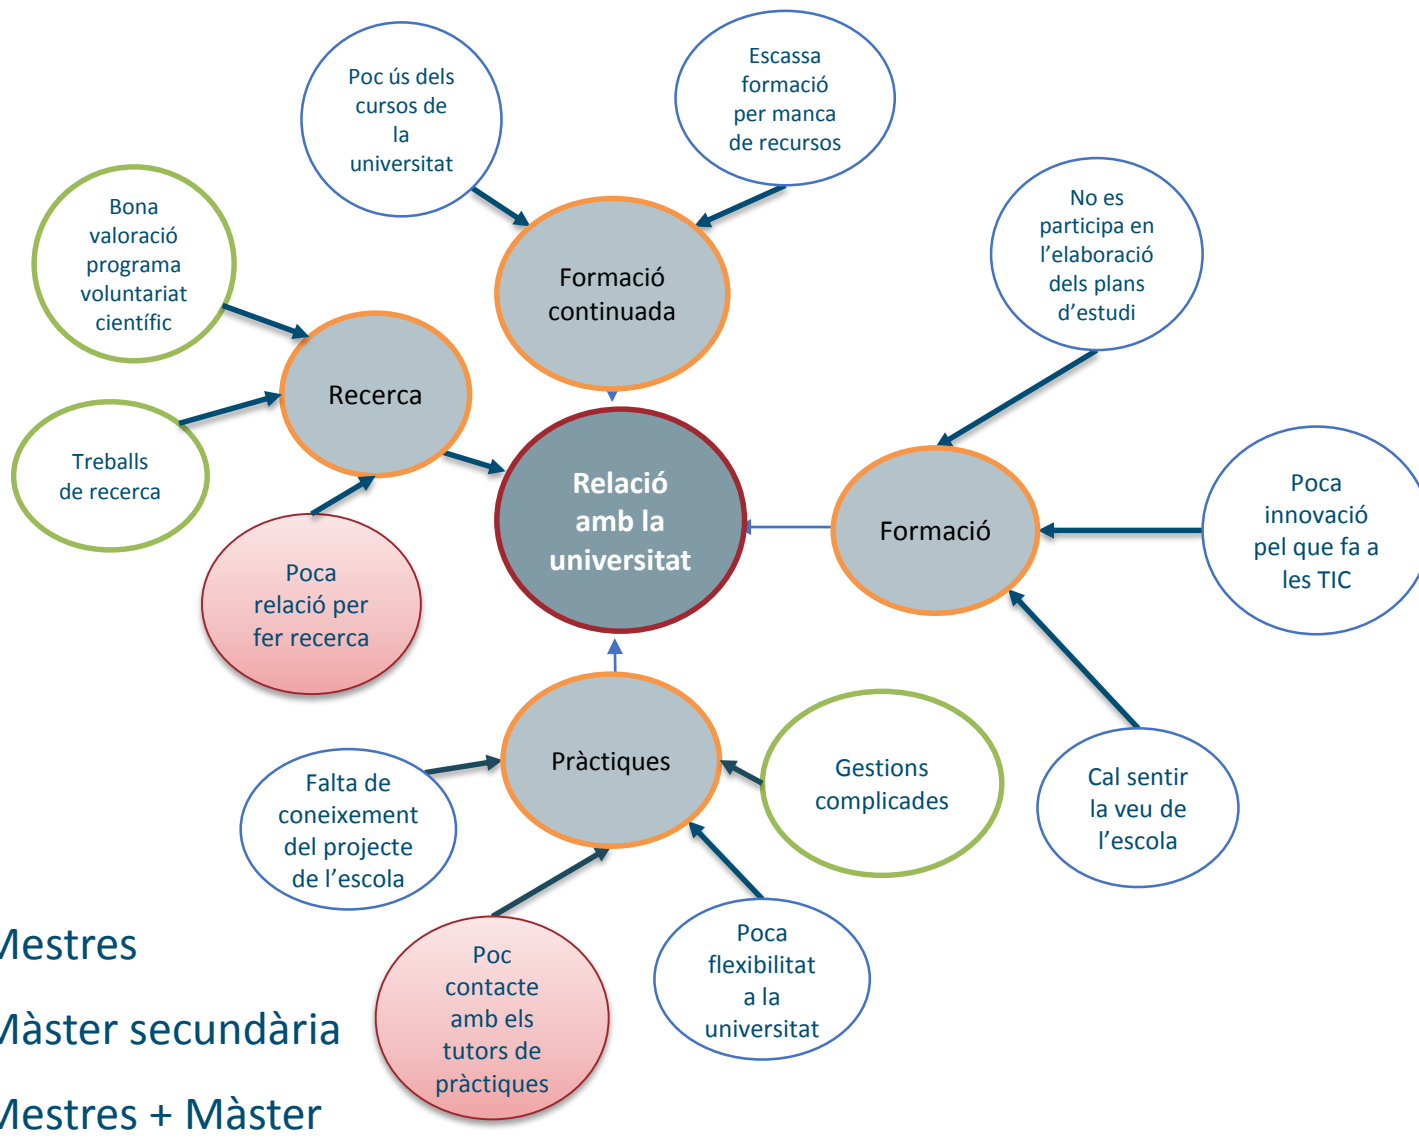 Poc ús dels
cursos de
la
universitat
Escassa
formació
per manca
de recursos
Bona
valoració
programa
voluntariat
científic
No es
participa en
l’elaboració
dels plans
d’estudi
Formació
continuada
Recerca
Treballs
de recerca
Relació
amb la
universitat
Formació
Poca
innovació
pel que fa a
les TIC
Poca
relació per
fer recerca
Pràctiques
Gestions
complicades
Falta de
coneixement
del projecte
de l’escola
Cal sentir
la veu de
l’escola
Poc
contacte
amb els
tutors de
pràctiques
Poca
flexibilitat
a la
universitat
Mestres
Màster secundària
Mestres + Màster